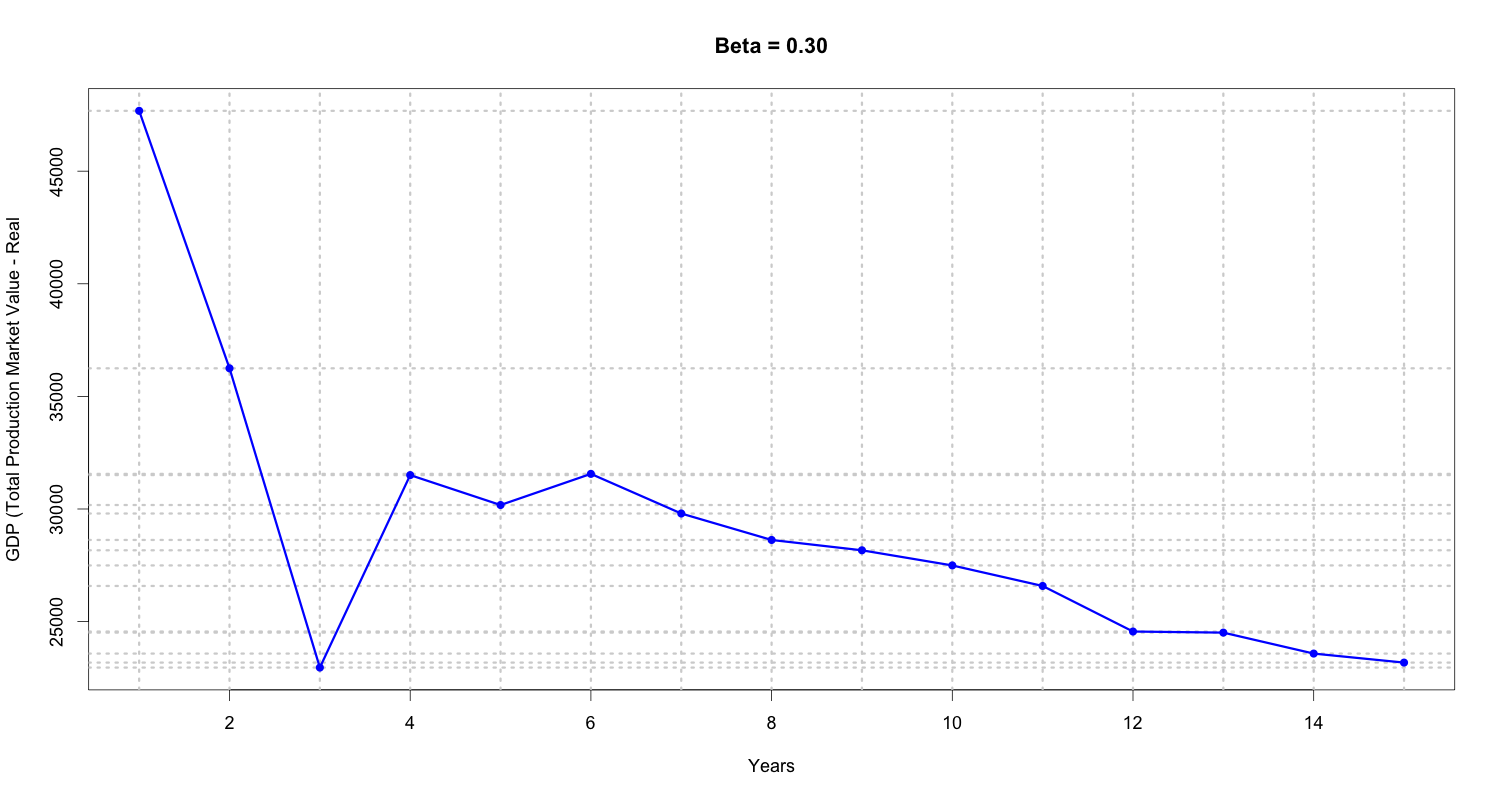 Beta = 0.30
GDP (Total Production Market Value - Real
45000
40000
35000
30000
25000
2 4 6 8 10 12 14
Years